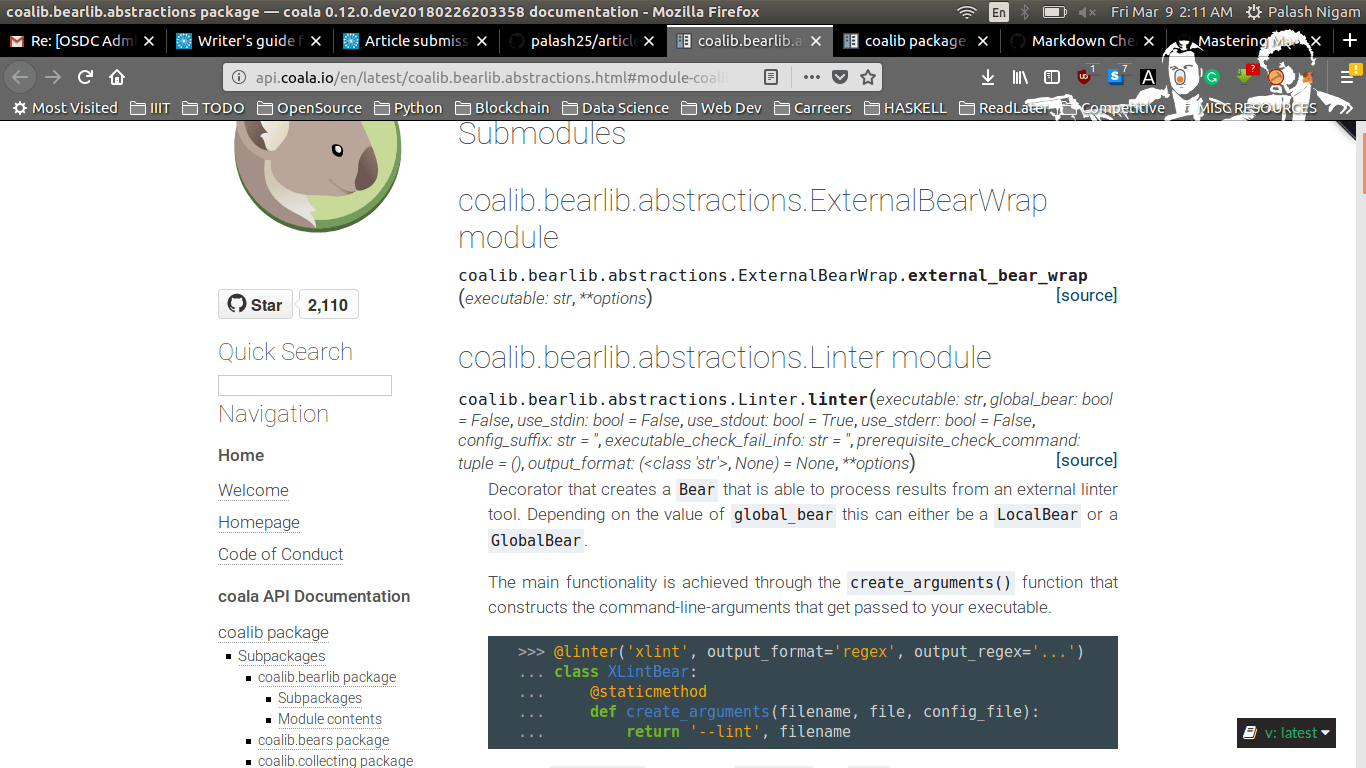 coalib.bearlib.abstractions package — coala 0.12.0.dev20180226203358 documentation - Mozilla Firefox
En
Fri Mar 9 2:11 AM
Palash Nigam
Re: [OSDC Adm
Writer's guide f
Article submiss
palash25/article
coalib.bearlib.a
coalib package
Markdown Che
Mastering Ma
api.coala.io/en/latest/coalib.bearlib.abstractions.html#module-coali
1
7
A
?
Most Visited
IIIT
TODO
OpenSource
Python
Blockchain
Data Science
Web Dev
Carreers
HASKELL
ReadLater
Competitive
MISC RESOURCES
Submodules
coalib.bearlib.abstractions.ExternalBearWrap
module
coalib.bearlib.abstractions.ExternalBearWrap.external_bear_wrap
(executable: str, **options)
[source]
Star
2,110
Quick Search
Navigation
Home
Welcome
Homepage
Code of Conduct
coala API Documentation
coalib package
Subpackages
coalib.bearlib package
Subpackages
Module contents
coalib.bears package
coalib.collecting package
coalib.bearlib.abstractions.Linter module
coalib.bearlib.abstractions.Linter.linter(executable: str, global_bear: bool
= False, use_stdin: bool = False, use_stdout: bool = True, use_stderr: bool = False,
config_suffix: str = '', executable_check_fail_info: str = '', prerequisite_check_command:
tuple = (), output_format: (<class 'str'>, None) = None, **options)
[source]
Decorator that creates a Bear that is able to process results from an external linter
tool. Depending on the value of global_bear this can either be a LocalBear or a
GlobalBear.
The main functionality is achieved through the create_arguments() function that
constructs the command-line-arguments that get passed to your executable.
>>> @linter('xlint', output_format='regex', output_regex='...')
... class XLintBear:
...     @staticmethod
...     def create_arguments(filename, file, config_file):
...         return '--lint', filename
v: latest